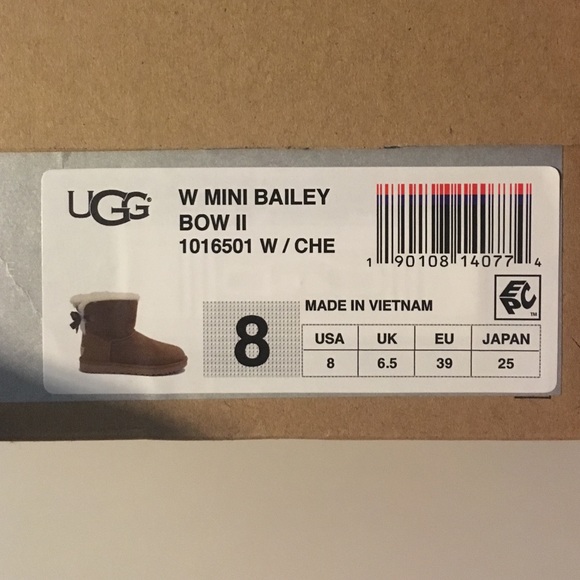 UGG®
W MINI BAILEY
BOW II
1016501 W / CHE
1 90108 14077 4
EPC™
8
MADE IN VIETNAM
USA UK EU JAPAN
8 6.5 39 25